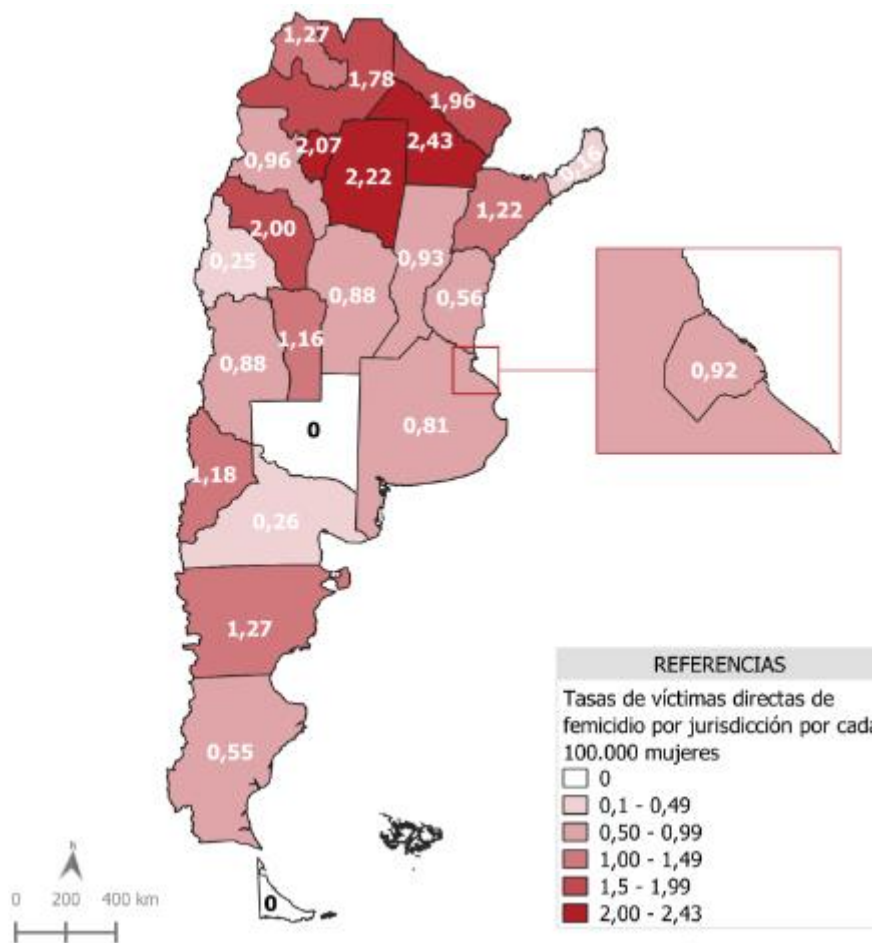 1,27
1,78
1,96
2,07
2,43
0,96
2,22
0,16
1,22
2,00
0,25
0,93
0,88
0,56
1,16
0,88
0,92
0
0,81
1,18
0,26
1,27
0,55
0
REFERENCIAS
Tasas de víctimas directas de
femicidio por jurisdicción por cada
100.000 mujeres
0
0,1 - 0,49
0,50 - 0,99
1,00 - 1,49
1,5 - 1,99
2,00 - 2,43
N
0 200 400 km